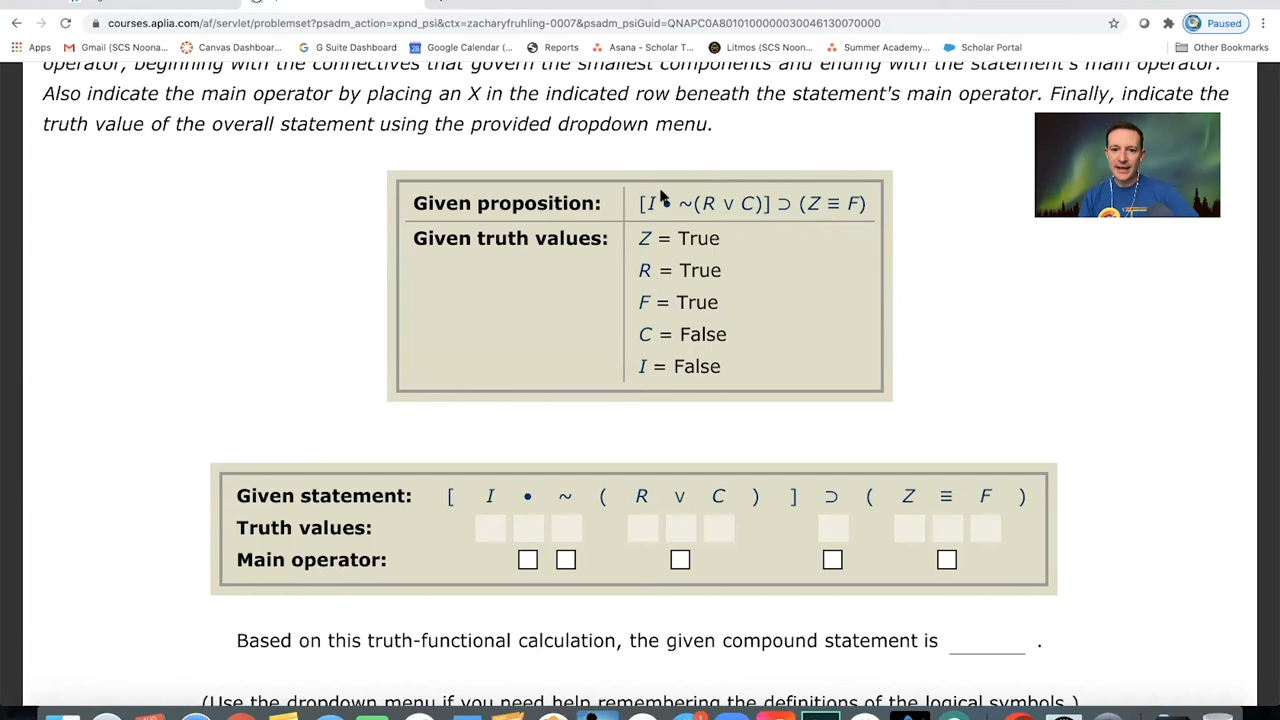 courses.aplia.com/af/servlet/problemset?psadm_action=xpnd_psi&ctx=zacharyfruhling-0007&psadm_psiGuid=QNAPC0A80101000000030046130070000
Paused
Apps Gmail (SCS Noona... Canvas Dashboar... G Suite Dashboard Google Calendar (... Reports Asana - Scholar T... Litmos (SCS Noon... Summer Academy... Scholar Portal Other Bookmarks
operator, beginning with the connectives that govern the smallest components and ending with the statement's main operator.
Also indicate the main operator by placing an X in the indicated row beneath the statement's main operator. Finally, indicate the
truth value of the overall statement using the provided dropdown menu.
Given proposition: [I • ~(R v C)] ⊃ (Z ≡ F)
Given truth values: Z = True
R = True
F = True
C = False
I = False
Given statement: [ I • ~ ( R v C ) ] ⊃ ( Z ≡ F )
Truth values:
Main operator:
Based on this truth-functional calculation, the given compound statement is ______ .
(Use the dropdown menu if you need help remembering the definitions of the logical symbols.)